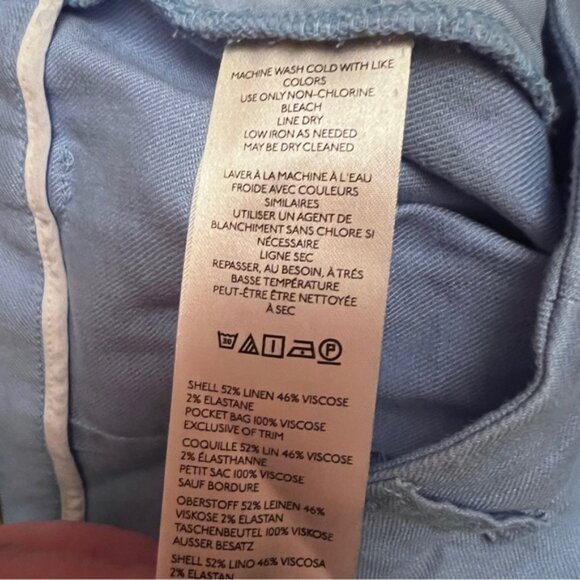 MACHINE WASH COLD WITH LIKE
COLORS
USE ONLY NON-CHLORINE
BLEACH
LINE DRY
LOW IRON AS NEEDED
MAY BE DRY CLEANED
LAVER À LA MACHINE À L'EAU
FROIDE AVEC COULEURS
SIMILAIRES
UTILISER UN AGENT DE
BLANCHIMENT SANS CHLORE SI
NÉCESSAIRE
LIGNE SEC
REPASSER, AU BESOIN, À TRÉS
BASSE TEMPÉRATURE
PEUT-ÊTRE ÊTRE NETTOYÉE
À SEC
30 P
SHELL 52% LINEN 46% VISCOSE
2% ELASTANE
POCKET BAG 100% VISCOSE
EXCLUSIVE OF TRIM
COQUILLE 52% LIN 46% VISCOSE
2% ÉLASTHANNE
PETIT SAC 100% VISCOSE
SAUF BORDURE
OBERSTOFF 52% LEINEN 46%
VISKOSE 2% ELASTAN
TASCHENBEUTEL 100% VISKOSE
AUSSER BESATZ
SHELL 52% LINO 46% VISCOSA
2% ELASTAN